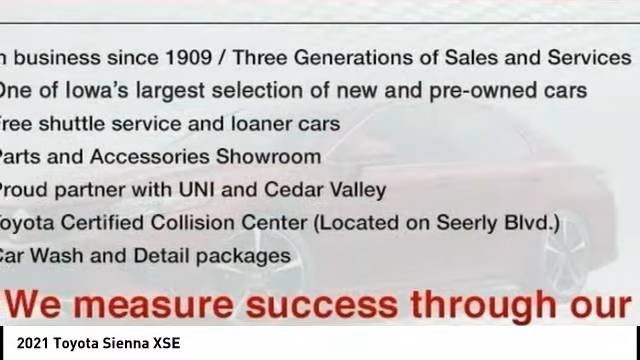 n business since 1909 / Three Generations of Sales and Services
One of Iowa's largest selection of new and pre-owned cars
Free shuttle service and loaner cars
Parts and Accessories Showroom
Proud partner with UNI and Cedar Valley
Toyota Certified Collision Center (Located on Seerly Blvd.)
Car Wash and Detail packages
We measure success through our
2021 Toyota Sienna XSE